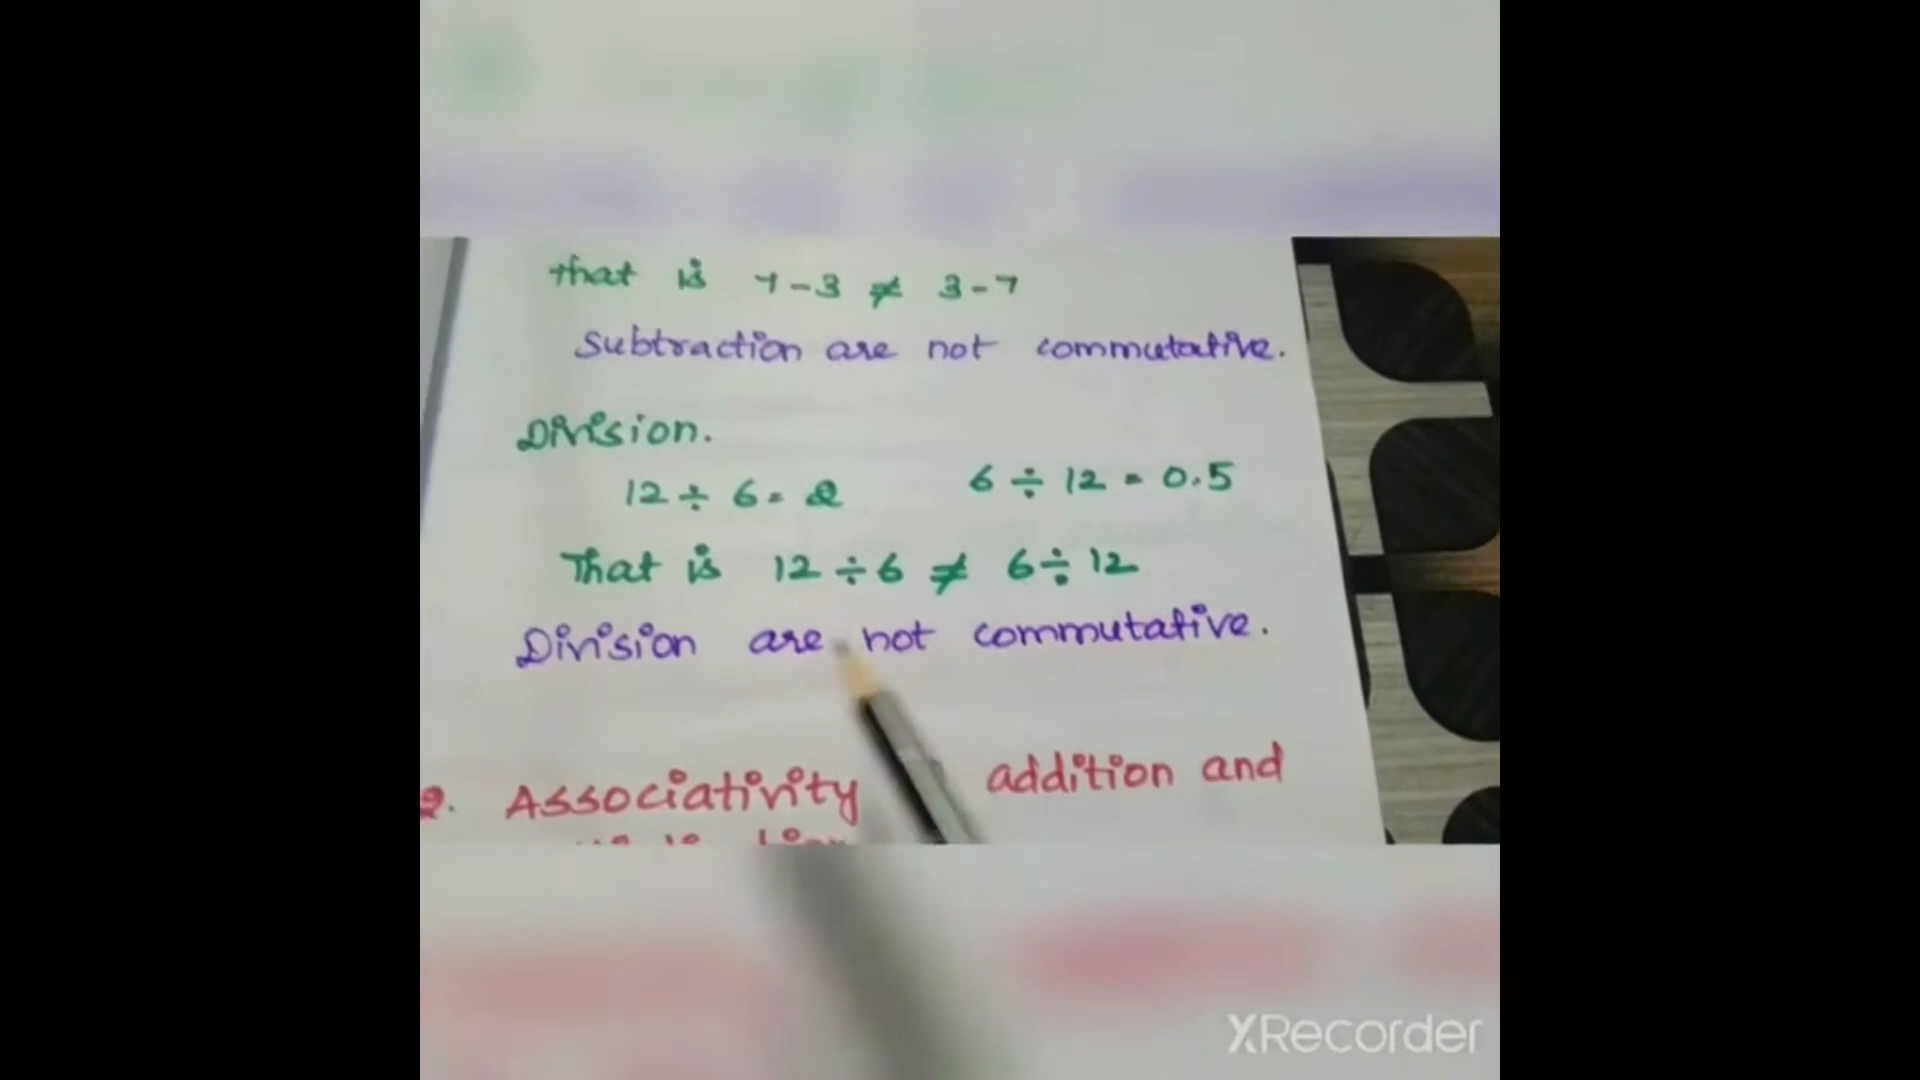 that is 7-3 ≠ 3-7
Subtraction are not commutative.
Division.
12 ÷ 6 = 2 6 ÷ 12 = 0.5
That is 12 ÷ 6 ≠ 6 ÷ 12
Division are not commutative.
2. Associativity addition and
XRecorder